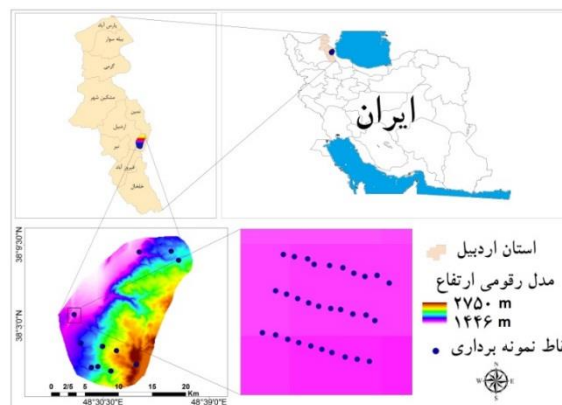 پارس آباد
بیله سوار
گرمی
مشکین شهر
نمین
اردبیل
نیر
خلخال
ایران
38°9'30"N
38°3'0"N
0 2/5 5 10 15 20
Km
48°30'30"E
48°39'0"E
استان اردبیل
مدل رقومی ارتفاع
۲۷۵۰ m
۱۴۴۶ m
قاط نمونه برداری
N
W E
S